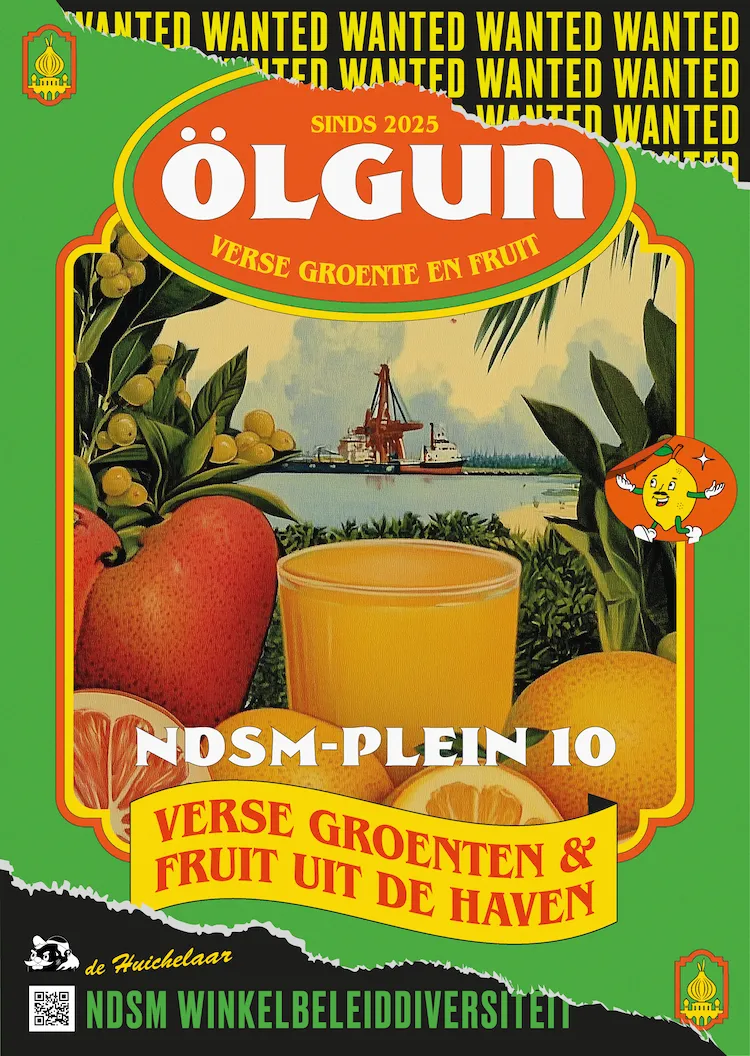 WANTED WANTED WANTED WANTED WANTED
WANTED WANTED WANTED WANTED
WANTED WANTED
SINDS 2025
ÖLGUN
VERSE GROENTE EN FRUIT
NDSM-PLEIN 10
VERSE GROENTEN &
FRUIT UIT DE HAVEN
de Huichelaar
NDSM WINKELBELEIDDIVERSITEIT